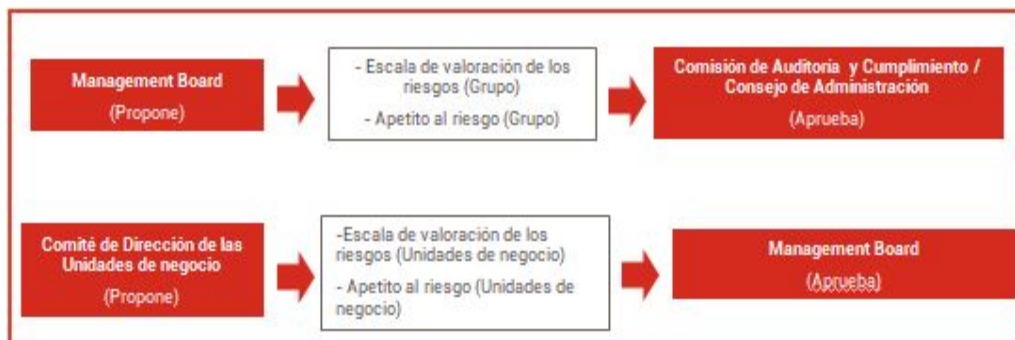 Management Board
(Propone)
- Escala de valoración de los
riesgos (Grupo)
- Apetito al riesgo (Grupo)
Comisión de Auditoria y Cumplimiento /
Consejo de Administración
(Aprueba)
Comité de Dirección de las
Unidades de negocio
(Propone)
-Escala de valoración de los
riesgos (Unidades de negocio)
- Apetito al riesgo (Unidades de
negocio)
Management Board
(Aprueba)